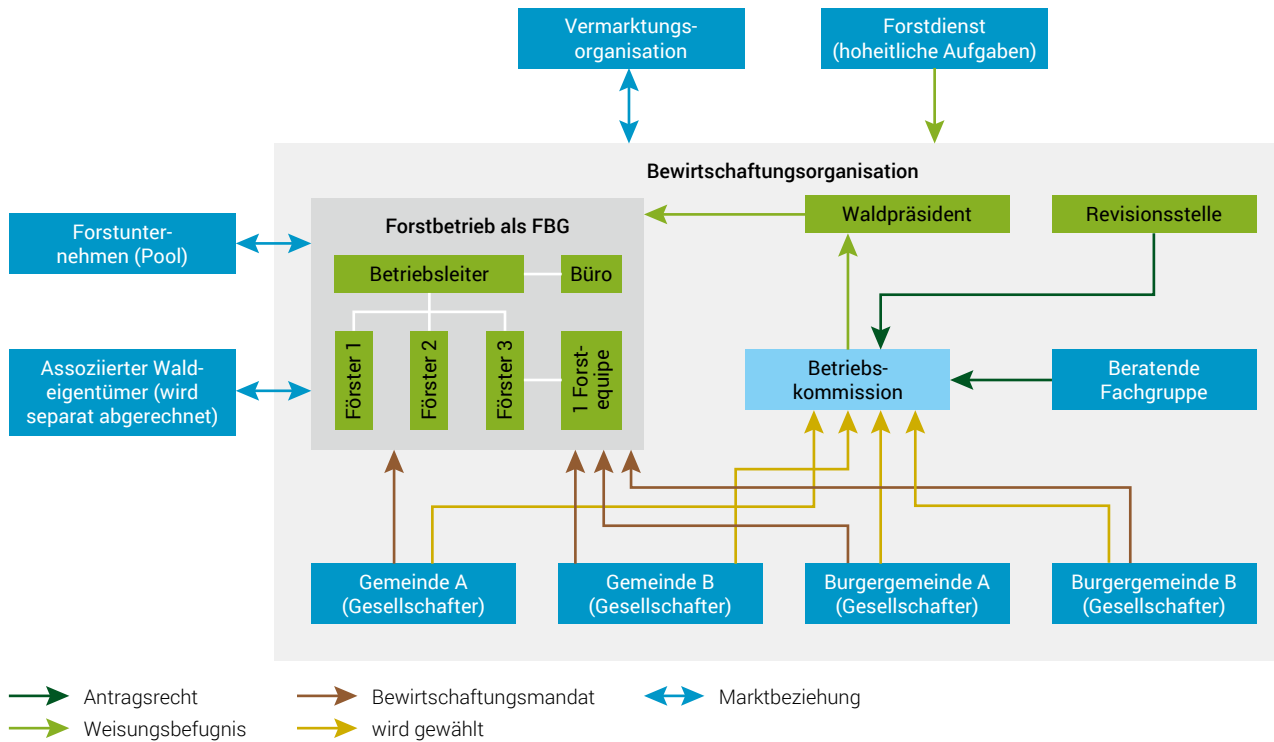 Vermarktungs-
organisation
Forstdienst
(hoheitliche Aufgaben)
Bewirtschaftungsorganisation
Forstunter-
nehmen (Pool)
Forstbetrieb als FBG
Waldpräsident
Revisionsstelle
Betriebsleiter
Büro
Assoziierter Wald-
eigentümer (wird
separat abgerechnet)
Förster 1
Förster 2
Förster 3
1 Forst-
equipe
Betriebs-
kommission
Beratende
Fachgruppe
Gemeinde A
(Gesellschafter)
Gemeinde B
(Gesellschafter)
Burgergemeinde A
(Gesellschafter)
Burgergemeinde B
(Gesellschafter)
Antragsrecht
Bewirtschaftungsmandat
Marktbeziehung
Weisungsbefugnis
wird gewählt